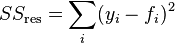 SS_res = ∑_i (y_i − f_i)^2